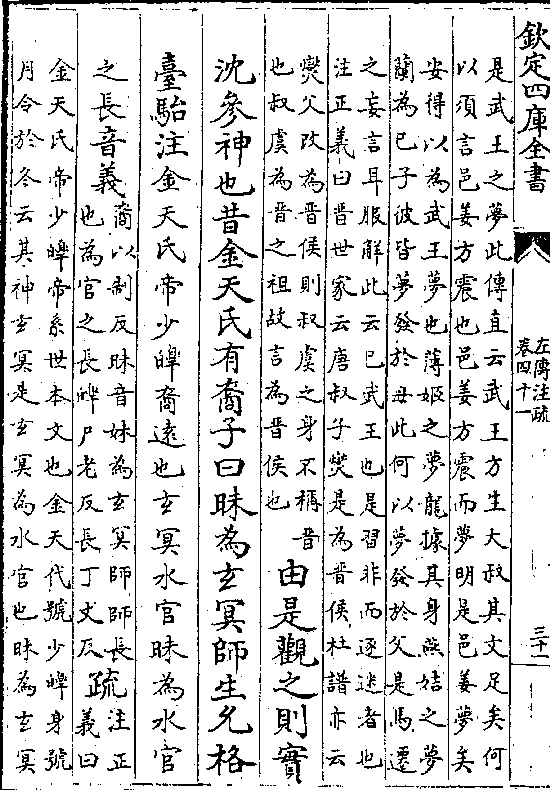 欽定四庫全書
左傳注疏
卷四十一
三十一
是武王之夢此傳直云武王方生大叔其文足矣何
以須言邑姜方震也邑姜方震而夢明是邑姜夢矣
安得以為武王夢也薄姬之夢龍據其身燕姞之夢
蘭為己子彼皆夢發於母此何以夢發於父是馬遷
之妄言耳服解此云己武王也是習非而逐迷者也
注正義曰晉世家云唐叔子燮是為晉侯杜譜亦云
燮父改為晉侯則叔虞之身不稱晉
也叔虞為晉之祖故言為晉侯也
由是觀之則實
沈參神也昔金天氏有裔子曰昧為玄冥師生允格
臺駘注金天氏帝少皞裔遠也玄冥水官昧為水官
之長音義
裔以制反昧音妹為玄冥師師長
也為官之長皞戶老反長丁丈反
疏
注正
義曰
金天氏帝少皞帝系世本文也金天代號少皞身號
月令於冬云其神玄冥是玄冥為水官也昧為玄冥